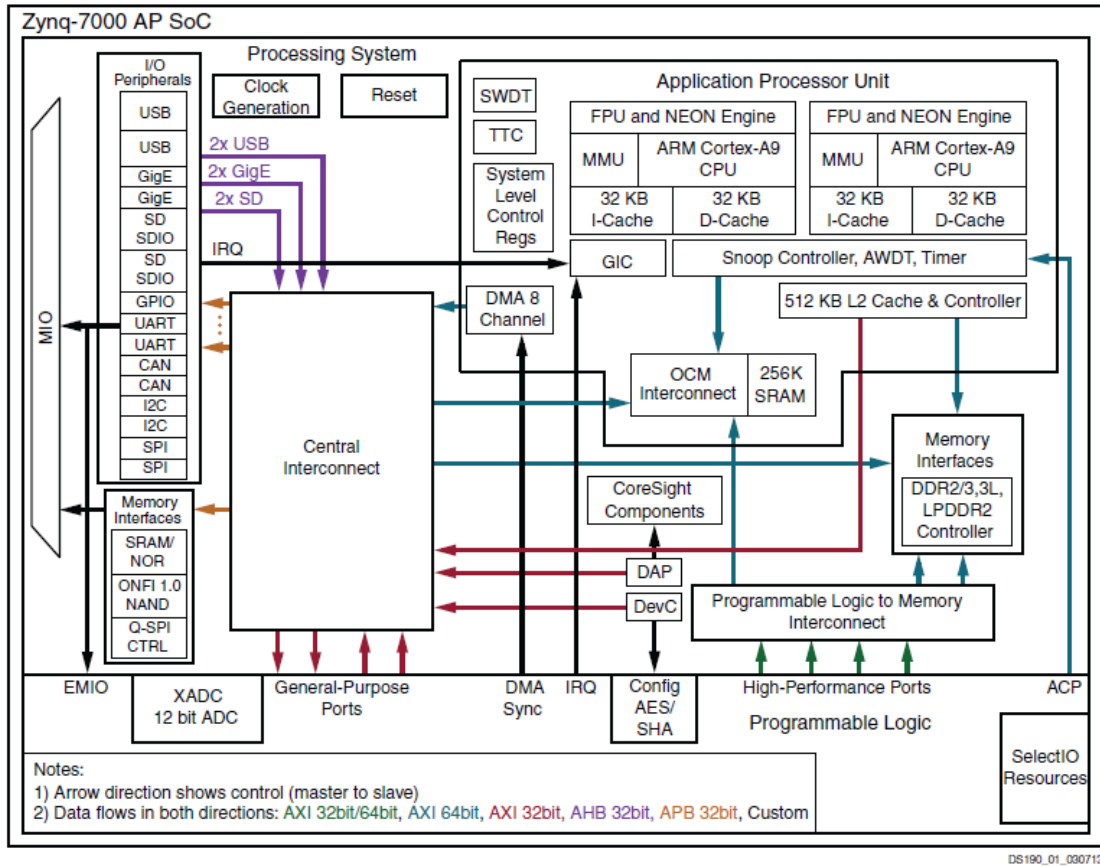 Zynq-7000 AP SoC
Processing System
I/O
Peripherals
USB
USB
GigE
GigE
SD
SDIO
SD
SDIO
GPIO
UART
UART
CAN
CAN
I2C
I2C
SPI
SPI
MIO
Clock
Generation
Reset
2x USB
2x GigE
2x SD
IRQ
Application Processor Unit
SWDT
TTC
System
Level
Control
Regs
FPU and NEON Engine
MMU
ARM Cortex-A9
CPU
32 KB
I-Cache
32 KB
D-Cache
FPU and NEON Engine
MMU
ARM Cortex-A9
CPU
32 KB
I-Cache
32 KB
D-Cache
GIC
Snoop Controller, AWDT, Timer
DMA 8
Channel
512 KB L2 Cache & Controller
OCM
Interconnect
256K
SRAM
Central
Interconnect
Memory
Interfaces
DDR2/3,3L,
LPDDR2
Controller
CoreSight
Components
DAP
DevC
Programmable Logic to Memory
Interconnect
Memory
Interfaces
SRAM/
NOR
ONFI 1.0
NAND
Q-SPI
CTRL
EMIO
XADC
12 bit ADC
General-Purpose
Ports
DMA
Sync
IRQ
Config
AES/
SHA
High-Performance Ports
ACP
Programmable Logic
SelectIO
Resources
Notes:
1) Arrow direction shows control (master to slave)
2) Data flows in both directions: AXI 32bit/64bit, AXI 64bit, AXI 32bit, AHB 32bit, APB 32bit, Custom
DS190_01_030713